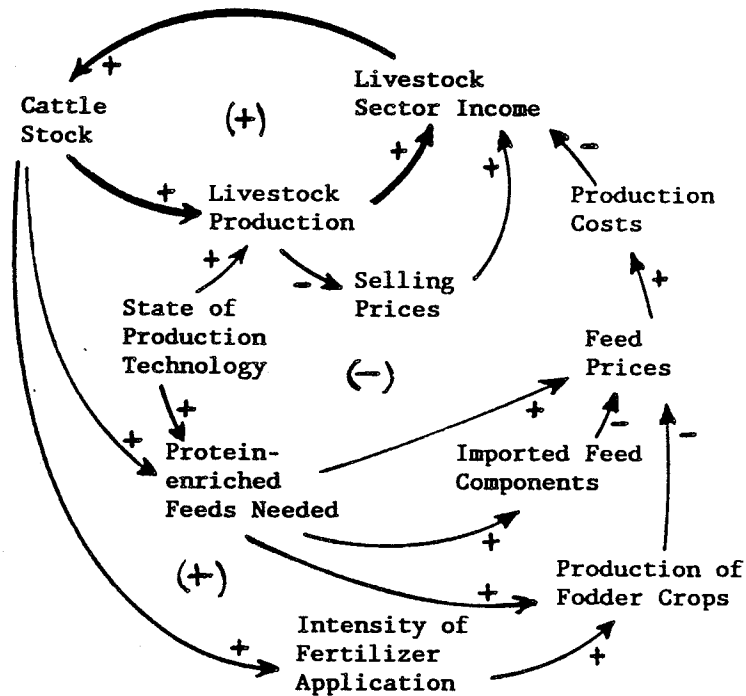 +
Livestock
Sector Income
Cattle
Stock
(+)
+
+
-
+
Livestock
Production
Production
Costs
+
-
Selling
Prices
+
State of
Production
Technology
Feed
Prices
(-)
+
+
+
-
-
Protein-
enriched
Feeds Needed
Imported Feed
Components
+
(+)
Production of
Fodder Crops
+
Intensity of
Fertilizer
Application
+
+